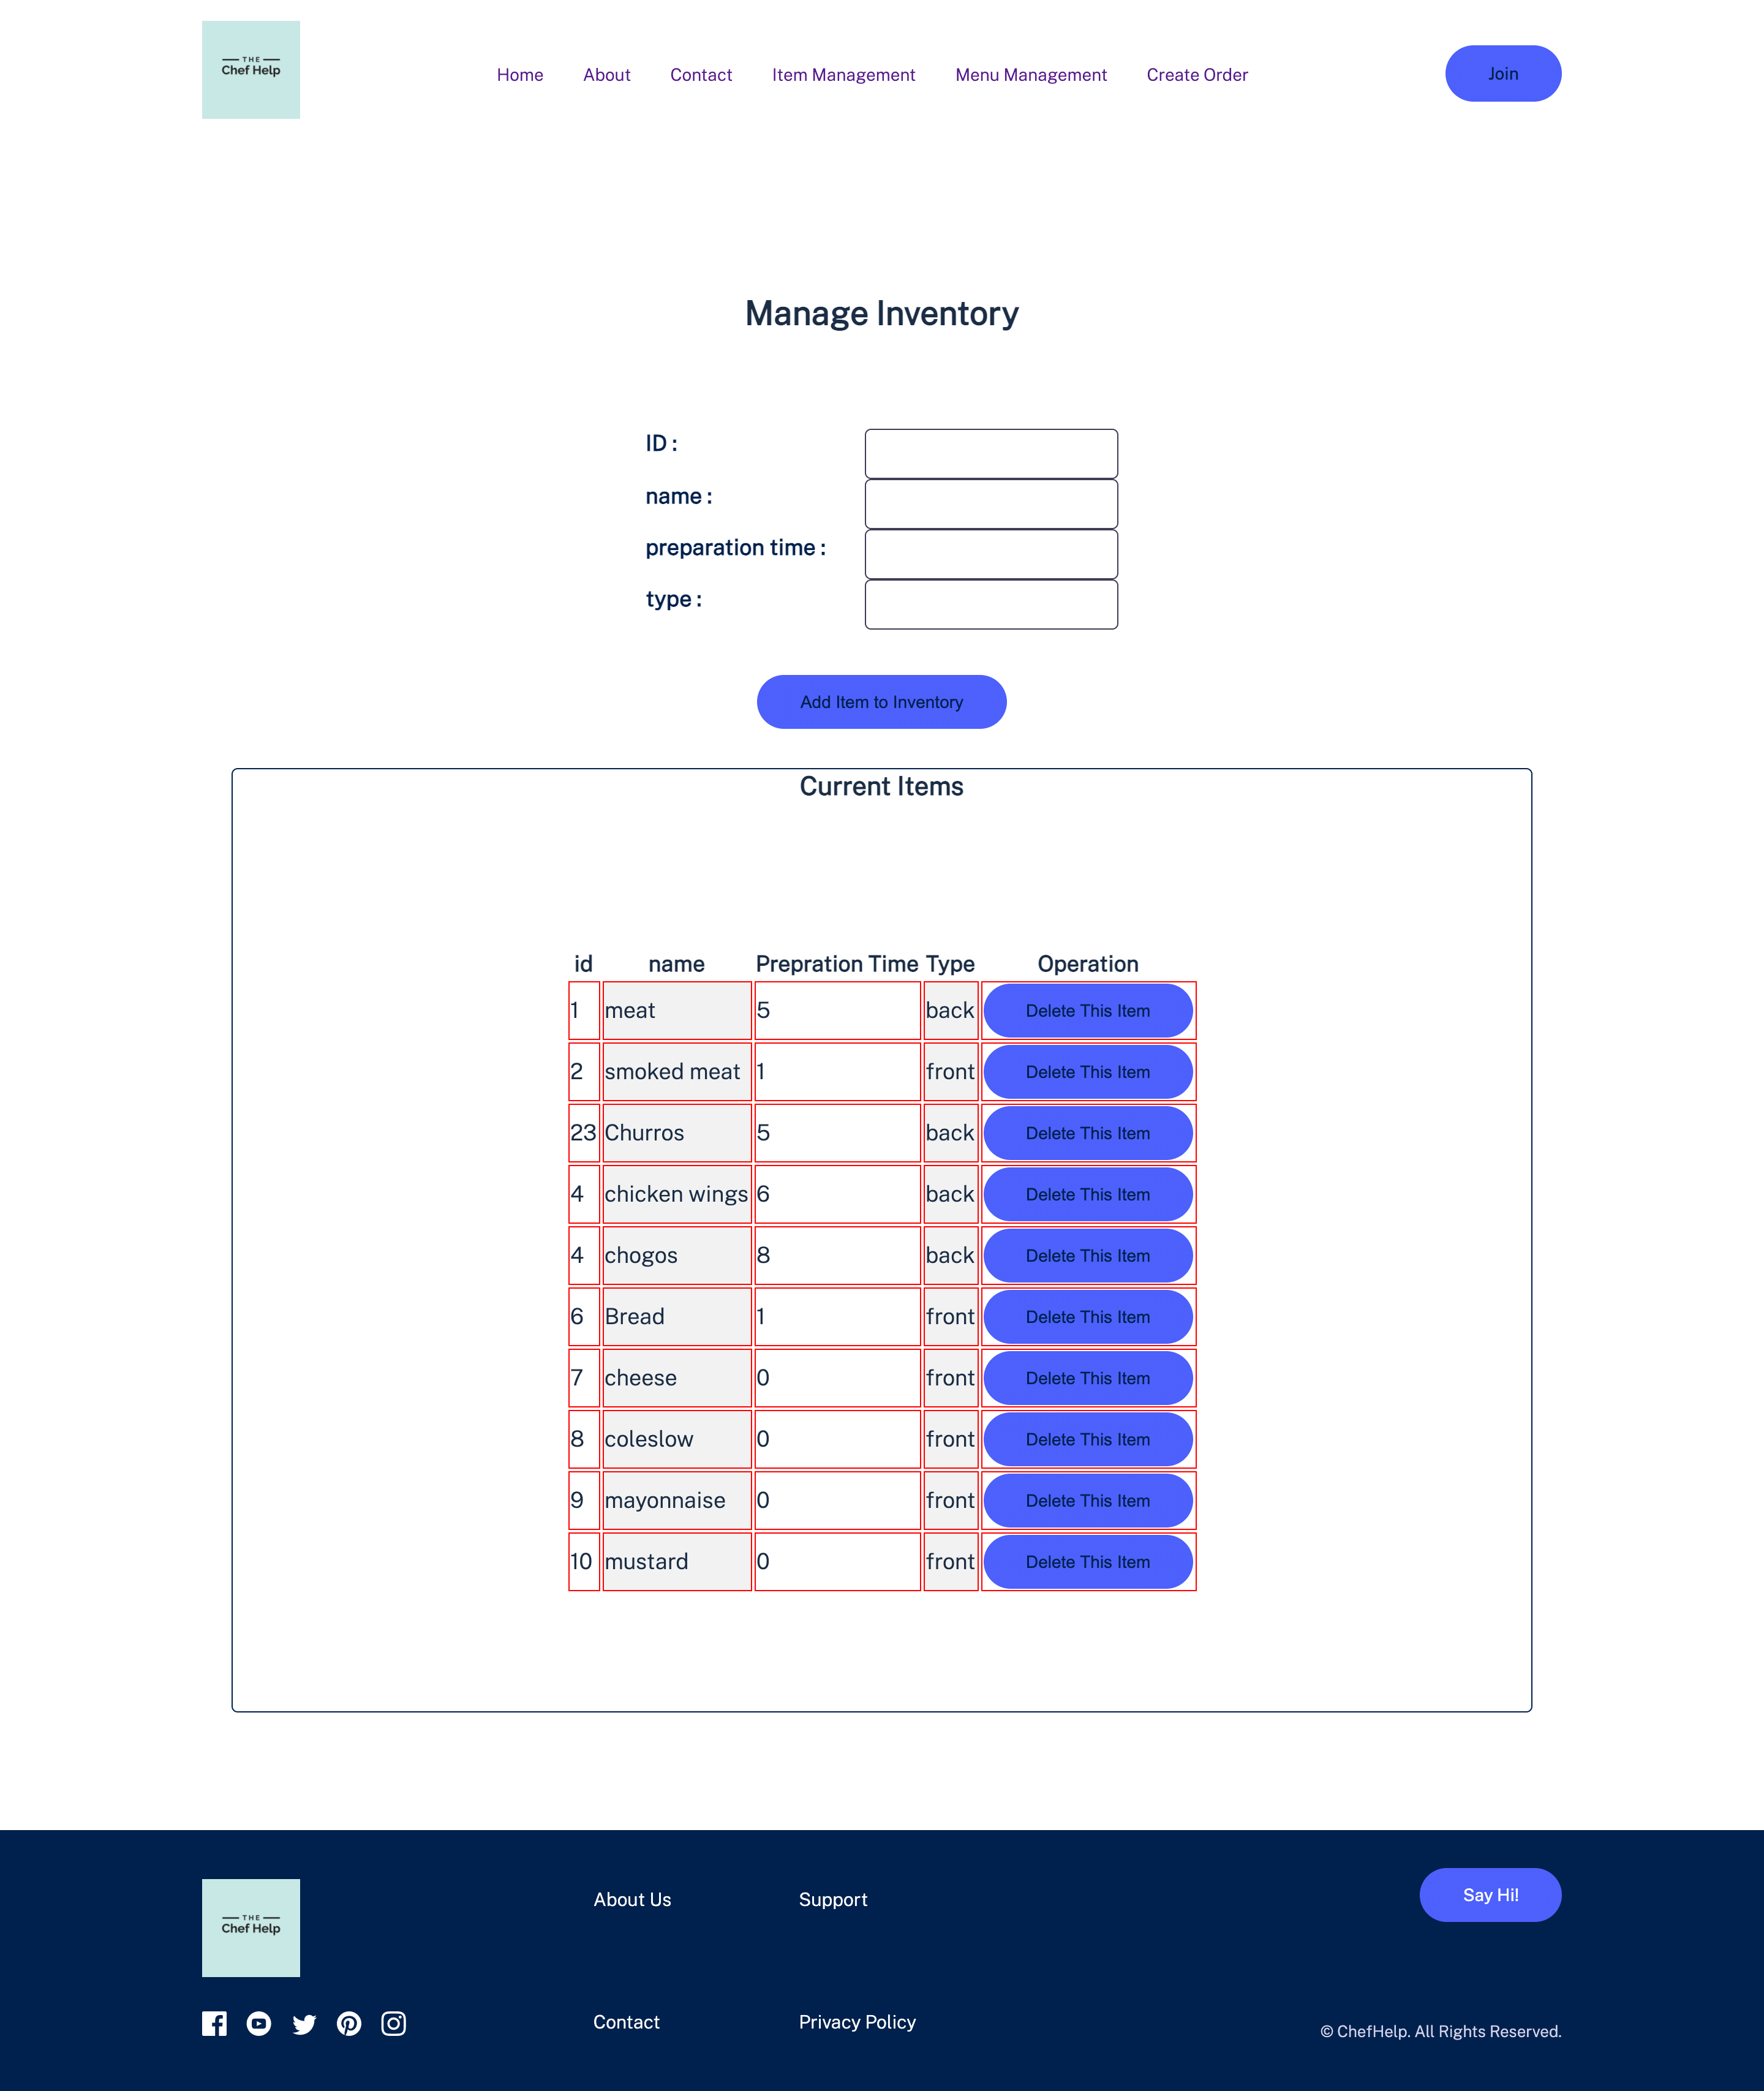 THE
Chef Help
Home About Contact Item Management Menu Management Create Order
Join
Manage Inventory
ID :
name :
preparation time :
type :
Add Item to Inventory
Current Items
id name Prepration Time Type Operation
1 meat 5 back Delete This Item
2 smoked meat 1 front Delete This Item
23 Churros 5 back Delete This Item
4 chicken wings 6 back Delete This Item
4 chogos 8 back Delete This Item
6 Bread 1 front Delete This Item
7 cheese 0 front Delete This Item
8 coleslow 0 front Delete This Item
9 mayonnaise 0 front Delete This Item
10 mustard 0 front Delete This Item
THE
Chef Help
About Us Support
Say Hi!
Contact Privacy Policy
© ChefHelp. All Rights Reserved.